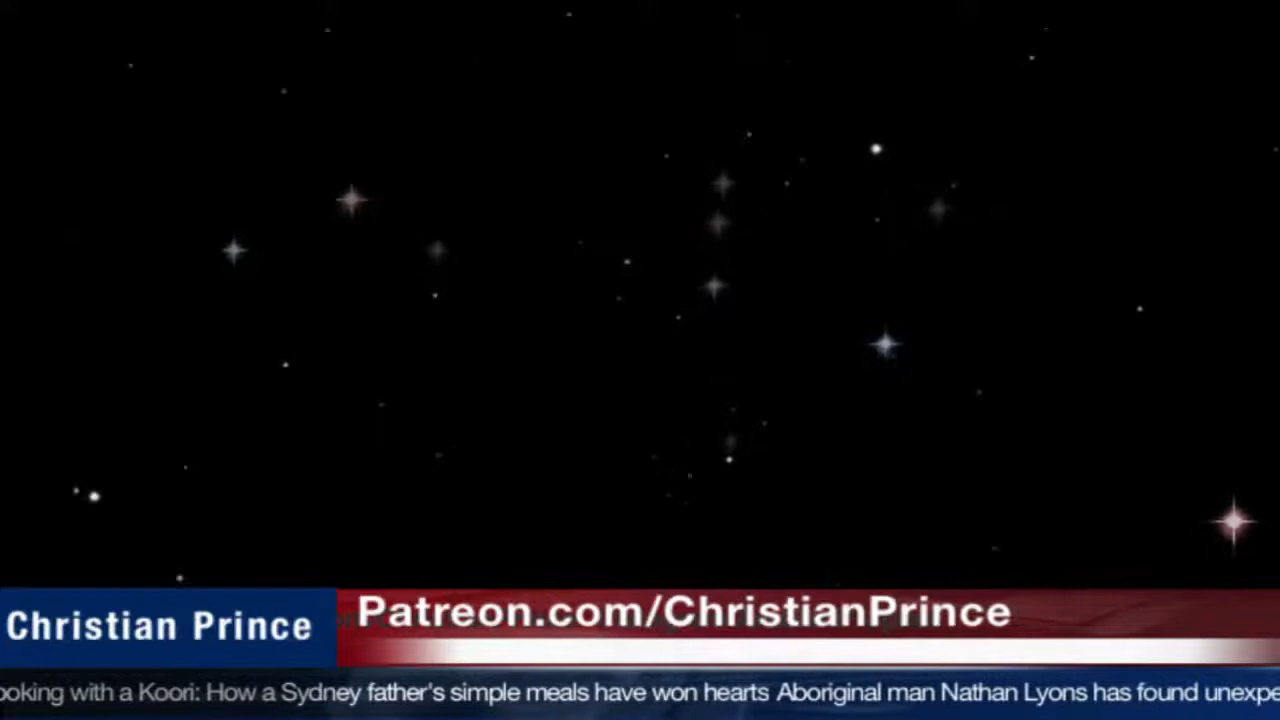 Patreon.com/ChristianPrince
Christian Prince
ooking with a Koori: How a Sydney father's simple meals have won hearts Aboriginal man Nathan Lyons has found unexpe